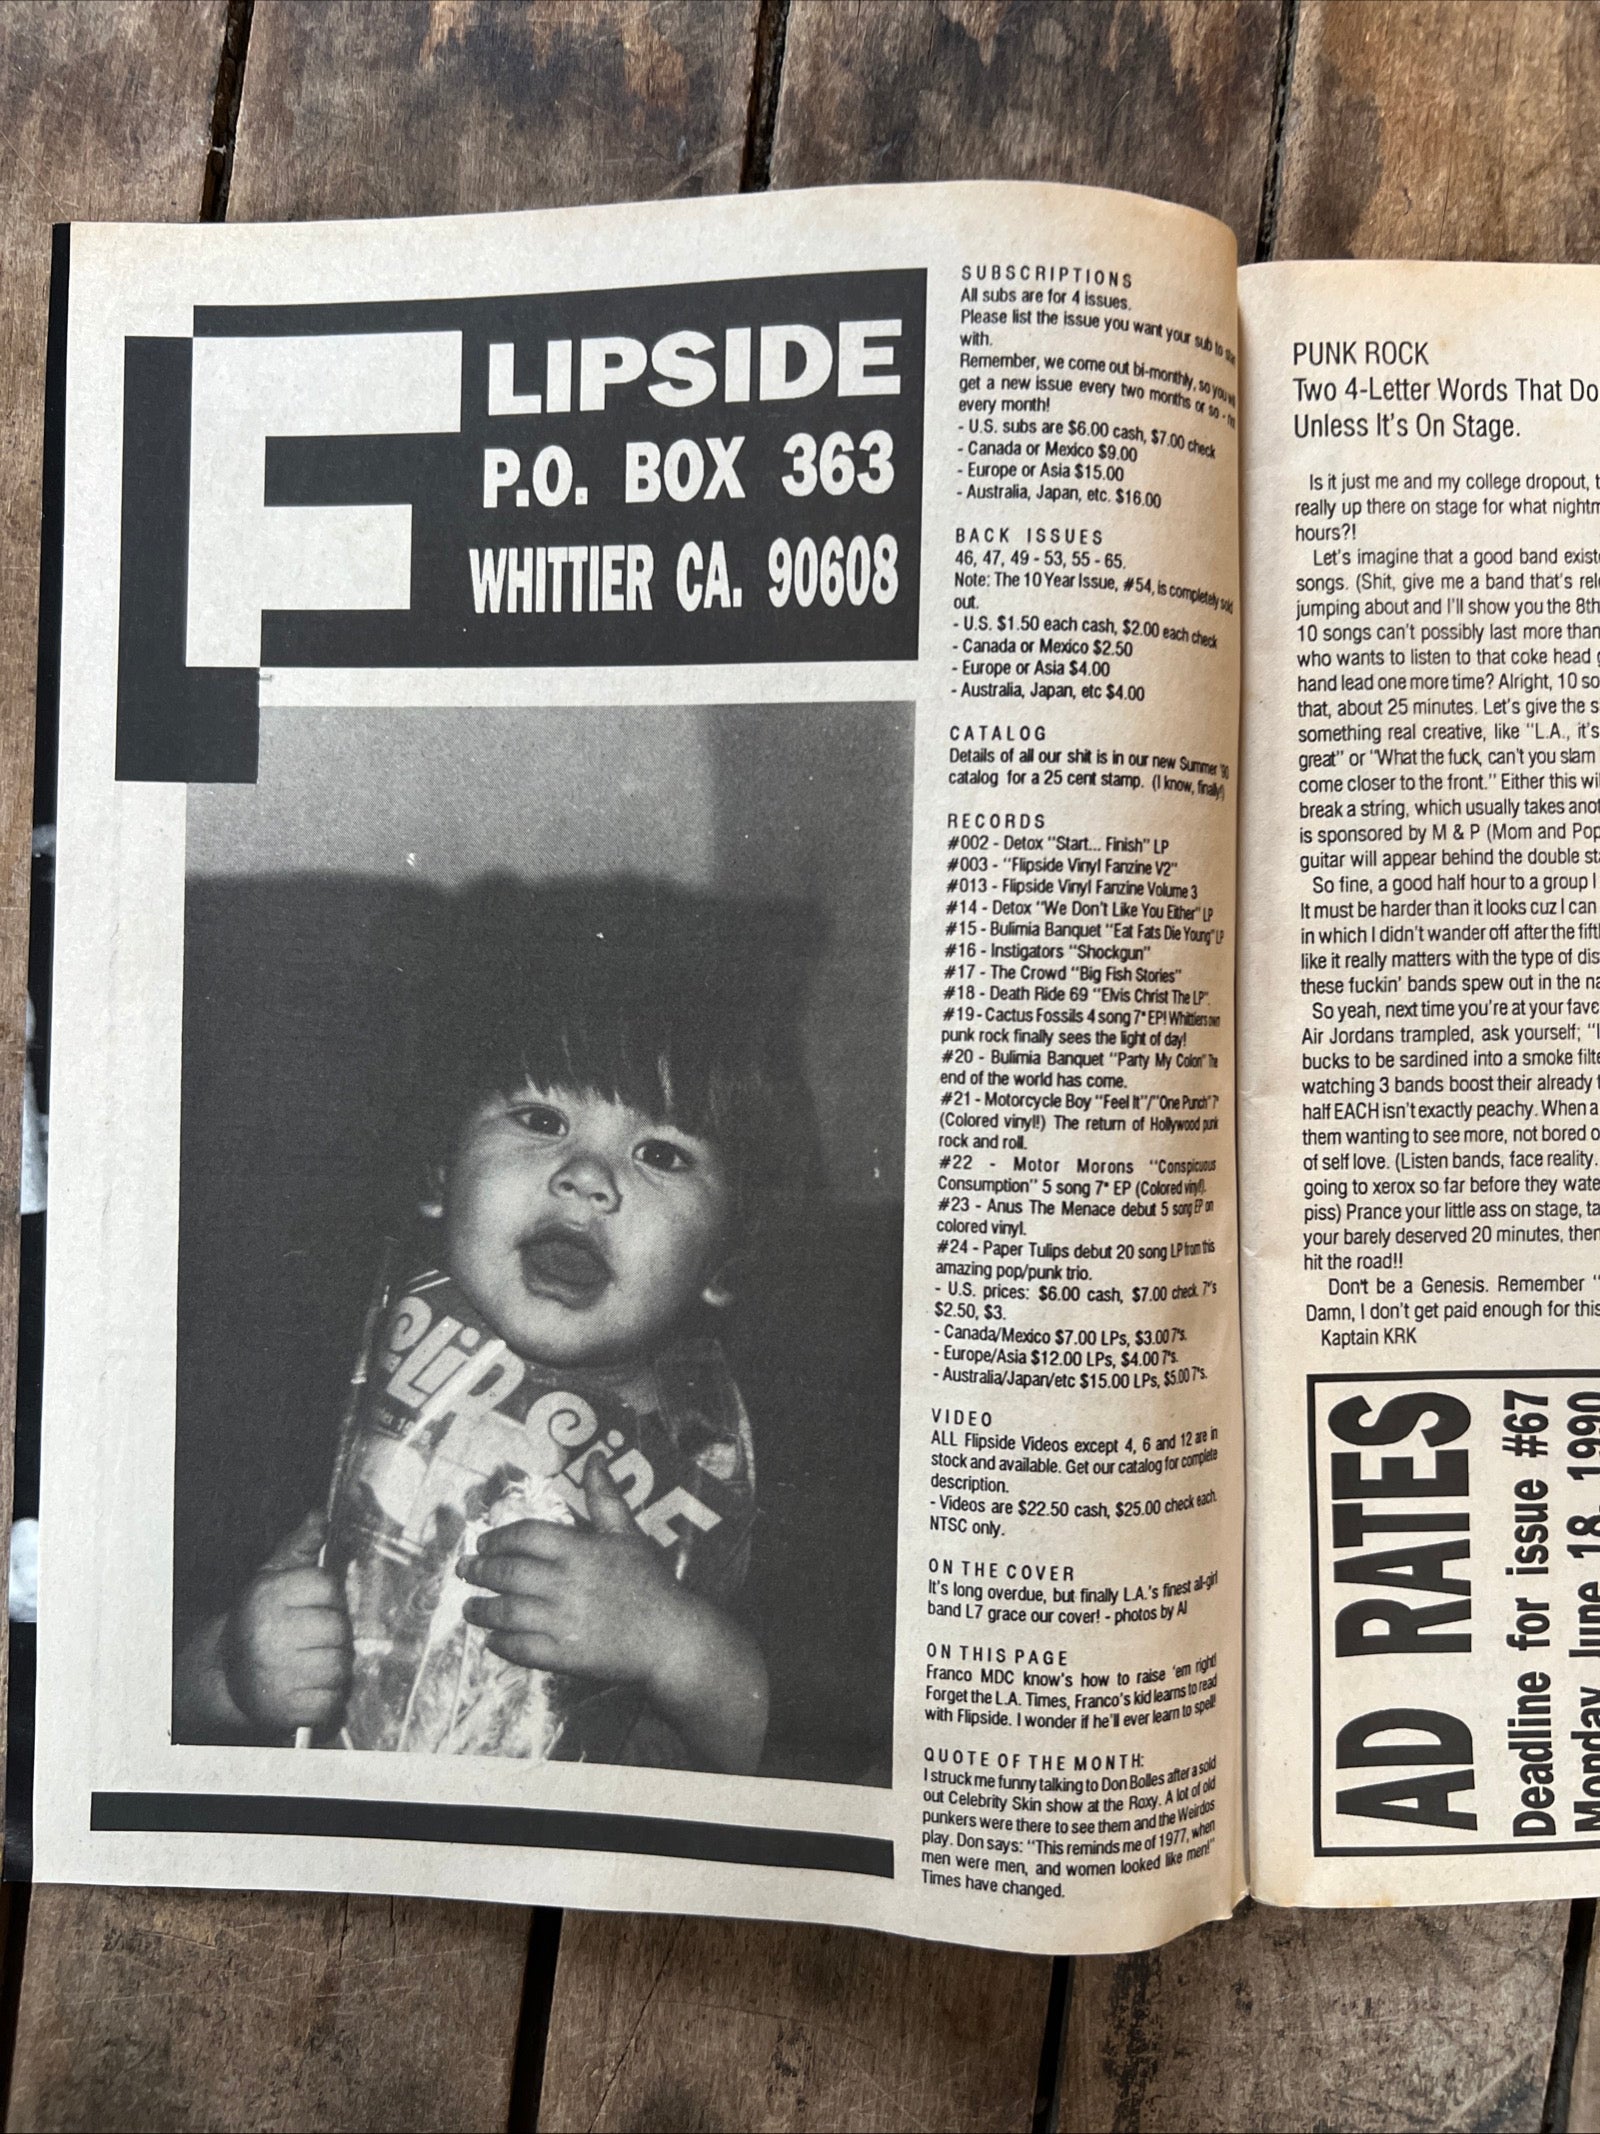 FLIPSIDE
P.O. BOX 363
WHITTIER CA. 90608
Flip Side
SUBSCRIPTIONS
All subs are for 4 issues.
Please list the issue you want your sub to
with.
Remember, we come out bi-monthly, so you
get a new issue every two months or so -
every month!
- U.S. subs are $6.00 cash, $7.00 check
- Canada or Mexico $9.00
- Europe or Asia $15.00
- Australia, Japan, etc. $16.00
BACK ISSUES
46, 47, 49 - 53, 55 - 65.
Note: The 10 Year Issue, #54, is completely sold
out.
- U.S. $1.50 each cash, $2.00 each check
- Canada or Mexico $2.50
- Europe or Asia $4.00
- Australia, Japan, etc $4.00
CATALOG
Details of all our shit is in our new Summer '90
catalog for a 25 cent stamp. (I know, finally!)
RECORDS
#002 - Detox "Start... Finish" LP
#003 - "Flipside Vinyl Fanzine V2"
#013 - Flipside Vinyl Fanzine Volume 3
#14 - Detox "We Don't Like You Either" LP
#15 - Bulimia Banquet "Eat Fats Die Young" LP
#16 - Instigators "Shockgun"
#17 - The Crowd "Big Fish Stories"
#18 - Death Ride 69 "Elvis Christ The LP".
#19 - Cactus Fossils 4 song 7" EP! Whittiers own
punk rock finally sees the light of day!
#20 - Bulimia Banquet "Party My Colon" The
end of the world has come.
#21 - Motorcycle Boy "Feel It"/"One Punch" 7"
(Colored vinyl!) The return of Hollywood punk
rock and roll.
#22 - Motor Morons "Conspicuous
Consumption" 5 song 7" EP (Colored vinyl).
#23 - Anus The Menace debut 5 song EP on
colored vinyl.
#24 - Paper Tulips debut 20 song LP from this
amazing pop/punk trio.
- U.S. prices: $6.00 cash, $7.00 check. 7"s
$2.50, $3.
- Canada/Mexico $7.00 LPs, $3.00 7"s.
- Europe/Asia $12.00 LPs, $4.00 7"s.
- Australia/Japan/etc $15.00 LPs, $5.00 7"s.
VIDEO
ALL Flipside Videos except 4, 6 and 12 are in
stock and available. Get our catalog for complete
description.
- Videos are $22.50 cash, $25.00 check each.
NTSC only.
ON THE COVER
It's long overdue, but finally L.A.'s finest all-girl
band L7 grace our cover! - photos by Al
ON THIS PAGE
Franco MDC know's how to raise 'em right!
Forget the L.A. Times, Franco's kid learns to read
with Flipside. I wonder if he'll ever learn to spell!
QUOTE OF THE MONTH:
I struck me funny talking to Don Bolles after a sold
out Celebrity Skin show at the Roxy. A lot of old
punkers were there to see them and the Weirdos
play. Don says: "This reminds me of 1977, when
men were men, and women looked like men!"
Times have changed.
PUNK ROCK
Two 4-Letter Words That Do
Unless It's On Stage.
Is it just me and my college dropout,
really up there on stage for what
hours?!
Let's imagine that a good band
songs. (Shit, give me a band that's
jumping about and I'll show you the 8th
10 songs can't possibly last more than
who wants to listen to that coke head
hand lead one more time? Alright, 10
that, about 25 minutes. Let's give the
something real creative, like "L.A., it's
great" or "What the fuck, can't you slam
come closer to the front." Either this
break a string, which usually takes
is sponsored by M & P (Mom and Pop
guitar will appear behind the double
So fine, a good half hour to a group I
It must be harder than it looks cuz I can
in which I didn't wander off after the
like it really matters with the type of
these fuckin' bands spew out in the
So yeah, next time you're at your
Air Jordans trampled, ask yourself;
bucks to be sardined into a smoke
watching 3 bands boost their already
half EACH isn't exactly peachy. When a
them wanting to see more, not bored
of self love. (Listen bands, face reality.
going to xerox so far before they
piss) Prance your little ass on stage,
your barely deserved 20 minutes, then
hit the road!!
Don't be a Genesis. Remember "
Damn, I don't get paid enough for this
Kaptain KRK
AD RATES
Deadline for issue #67
Monday June 18, 1990